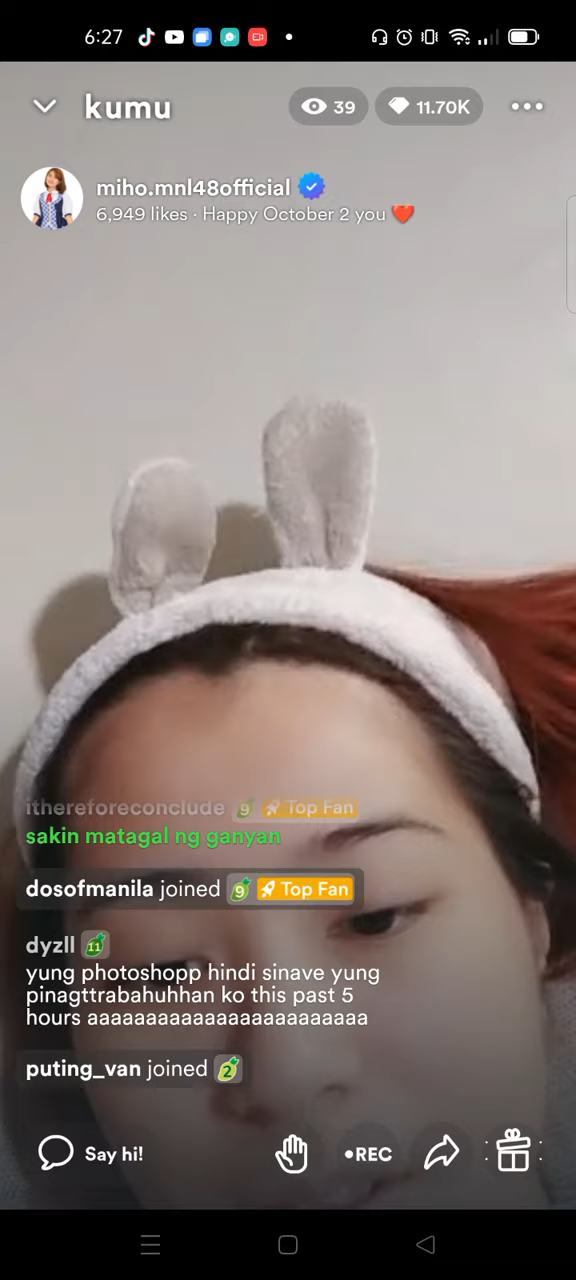 6:27
kumu
39
11.70K
miho.mnl48official
6,949 likes · Happy October 2 you ❤️
ithereforeconclude 9 Top Fan
sakin matagal ng ganyan
dosofmanila joined 9 Top Fan
dyzll 11
yung photoshopp hindi sinave yung
pinagttrabahuhhan ko this past 5
hours aaaaaaaaaaaaaaaaaaaaaaaa
puting_van joined 2
Say hi!
•REC